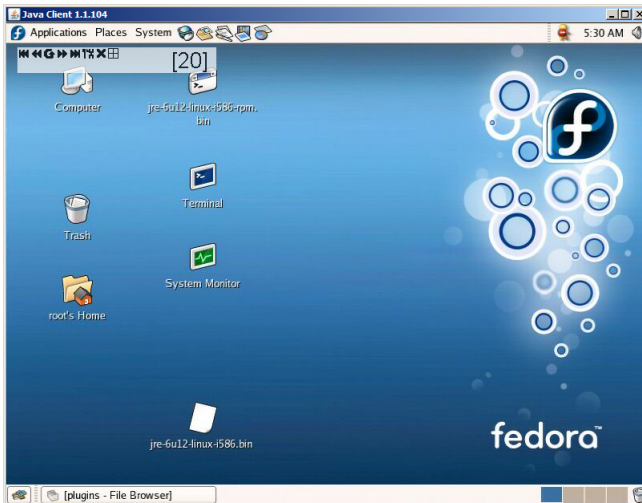 Java Client 1.1.104
Applications Places System
5:30 AM
[20]
Computer
jre-6u12-linux-i586-rpm.
bin
Terminal
Trash
System Monitor
root's Home
jre-6u12-linux-i586.bin
fedora™
[plugins - File Browser]